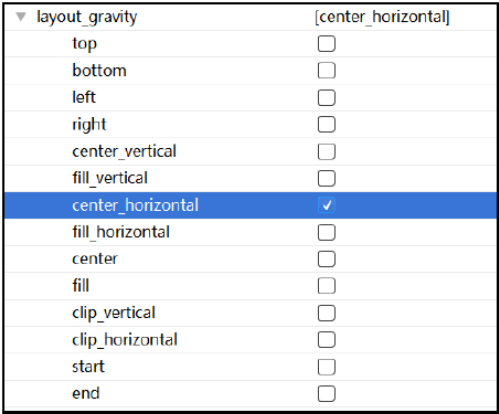 layout_gravity [center_horizontal]
top
bottom
left
right
center_vertical
fill_vertical
center_horizontal
fill_horizontal
center
fill
clip_vertical
clip_horizontal
start
end